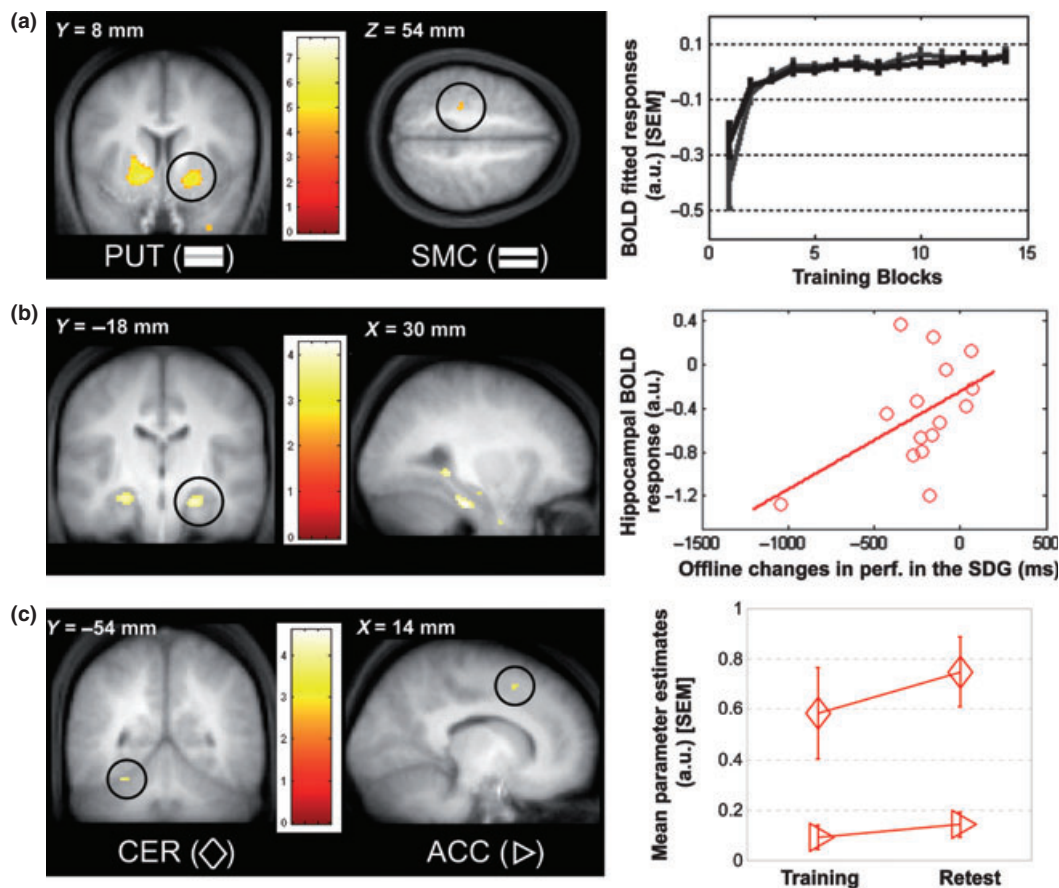 (a)
Y = 8 mm
Z = 54 mm
7
6
5
4
3
2
1
0
PUT ( )
SMC ( )
BOLD fitted responses
(a.u.) [SEM]
0.1
−0.1
−0.3
−0.5
0
5
10
15
Training Blocks
(b)
Y = −18 mm
X = 30 mm
4
3
2
1
0
Hippocampal BOLD
response (a.u.)
0.4
0
−0.4
−0.8
−1.2
−1500
−1000
−500
0
500
Offline changes in perf. in the SDG (ms)
(c)
Y = −54 mm
X = 14 mm
4
3
2
1
0
CER (◇)
ACC (▷)
Mean parameter estimates
(a.u.) [SEM]
1
0.8
0.6
0.4
0.2
0
Training
Retest